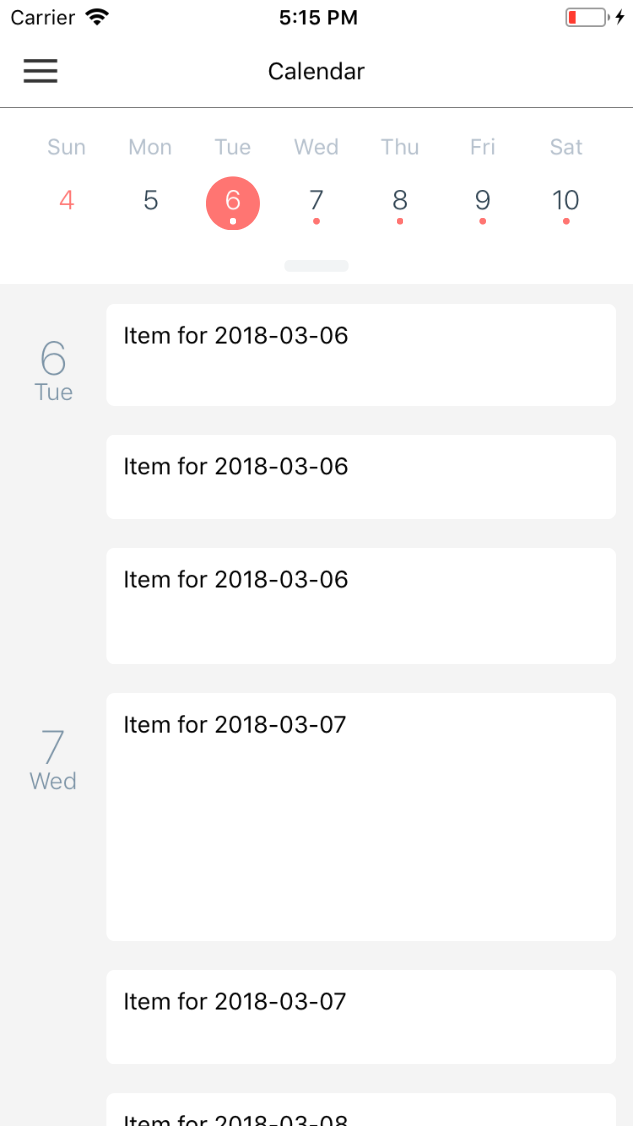 Carrier 5:15 PM
Calendar
Sun Mon Tue Wed Thu Fri Sat
4 5 6 7 8 9 10
6
Tue
Item for 2018-03-06
Item for 2018-03-06
Item for 2018-03-06
7
Wed
Item for 2018-03-07
Item for 2018-03-07
Item for 2018-03-08